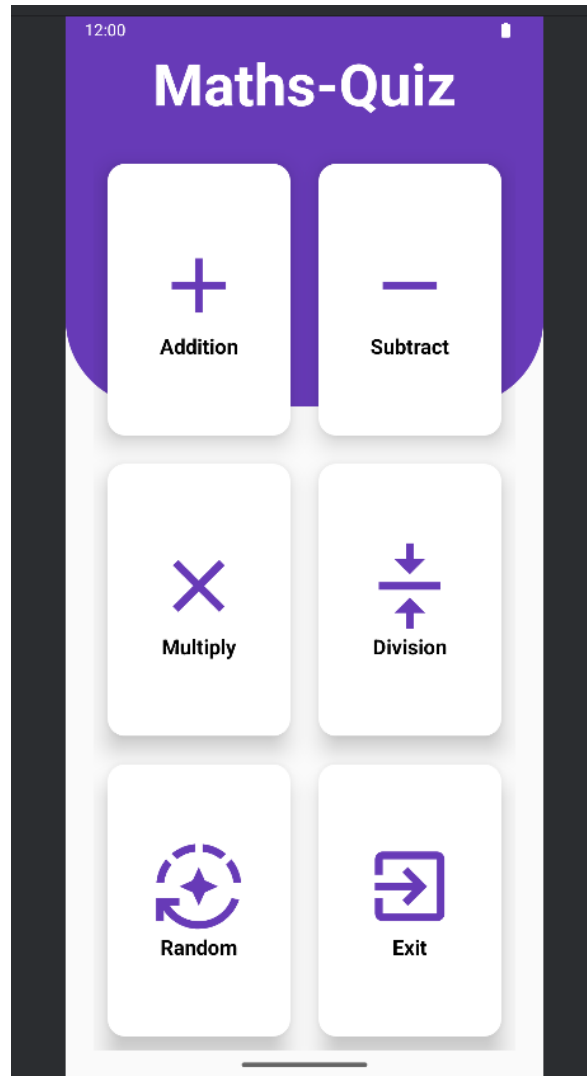 12:00
Maths-Quiz
Addition
Subtract
Multiply
Division
Random
Exit